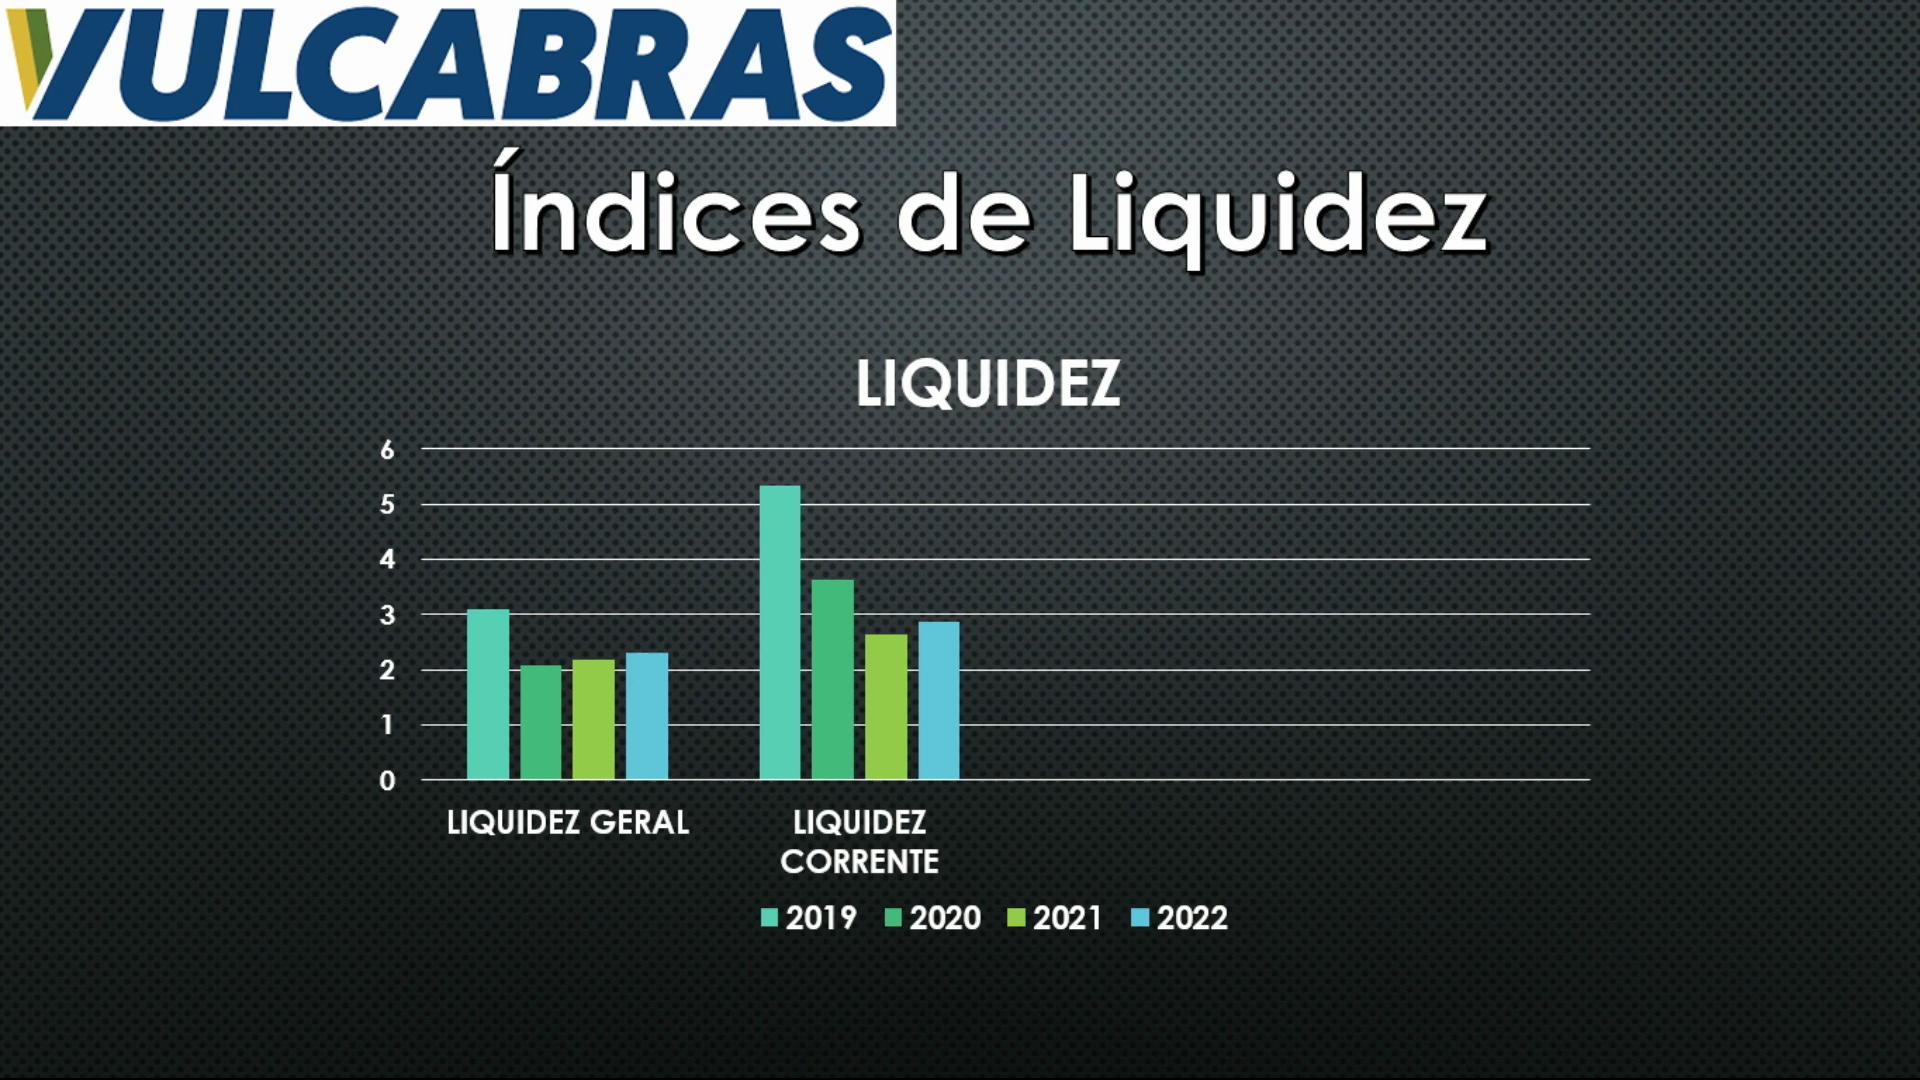 VULCABRAS
Índices de Liquidez
LIQUIDEZ
6
5
4
3
2
1
0
LIQUIDEZ GERAL
LIQUIDEZ
CORRENTE
2019 2020 2021 2022